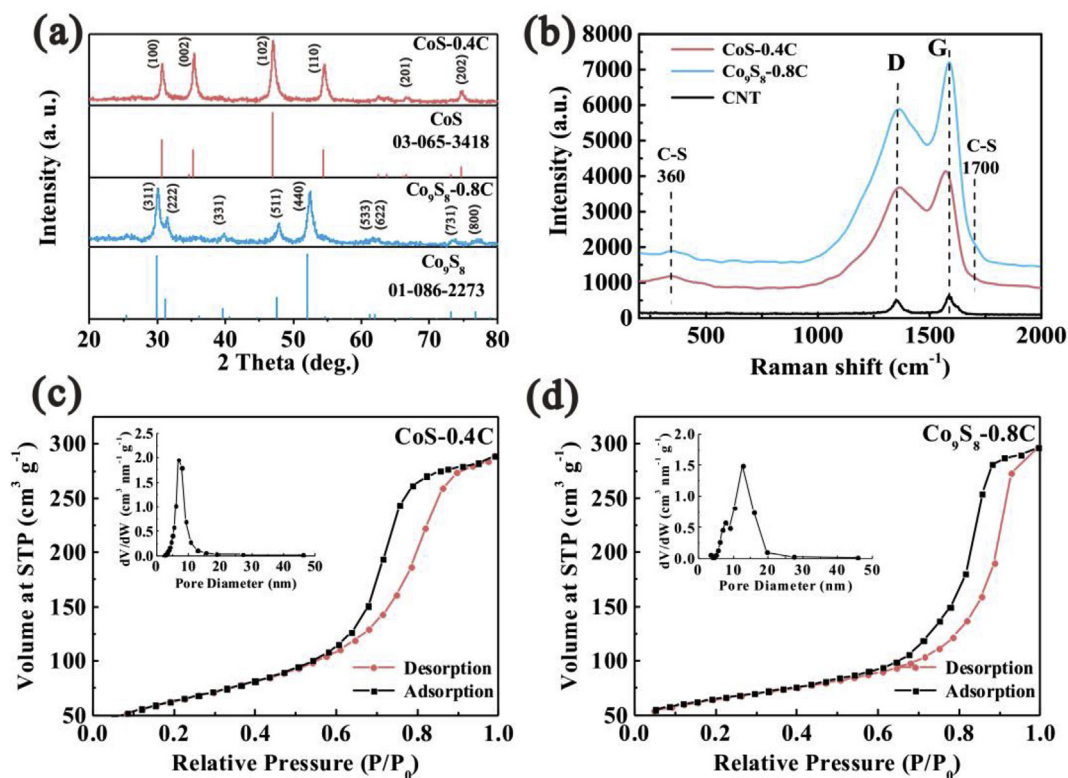 (a)
CoS-0.4C
(100)
(002)
(102)
(110)
(201)
(202)
CoS
03-065-3418
Co₉S₈-0.8C
(311)
(222)
(331)
(511)
(440)
(533)
(622)
(731)
(800)
Co₉S₈
01-086-2273
Intensity (a. u.)
20 30 40 50 60 70 80
2 Theta (deg.)
(b)
CoS-0.4C
Co₉S₈-0.8C
CNT
D
G
C-S
360
C-S
1700
Intensity (a.u.)
8000
7000
6000
5000
4000
3000
2000
1000
0
500 1000 1500 2000
Raman shift (cm⁻¹)
(c)
CoS-0.4C
Volume at STP (cm³ g⁻¹)
300
250
200
150
100
50
dV/dW (cm³ nm⁻¹ g⁻¹)
2.5
2.0
1.5
1.0
0.5
0.0
0 10 20 30 40 50
Pore Diameter (nm)
Desorption
Adsorption
0.0 0.2 0.4 0.6 0.8 1.0
Relative Pressure (P/P₀)
(d)
Co₉S₈-0.8C
Volume at STP (cm³ g⁻¹)
300
250
200
150
100
50
dV/dW (cm³ nm⁻¹ g⁻¹)
2.0
1.5
1.0
0.5
0.0
0 10 20 30 40 50
Pore Diameter (nm)
Desorption
Adsorption
0.0 0.2 0.4 0.6 0.8 1.0
Relative Pressure (P/P₀)